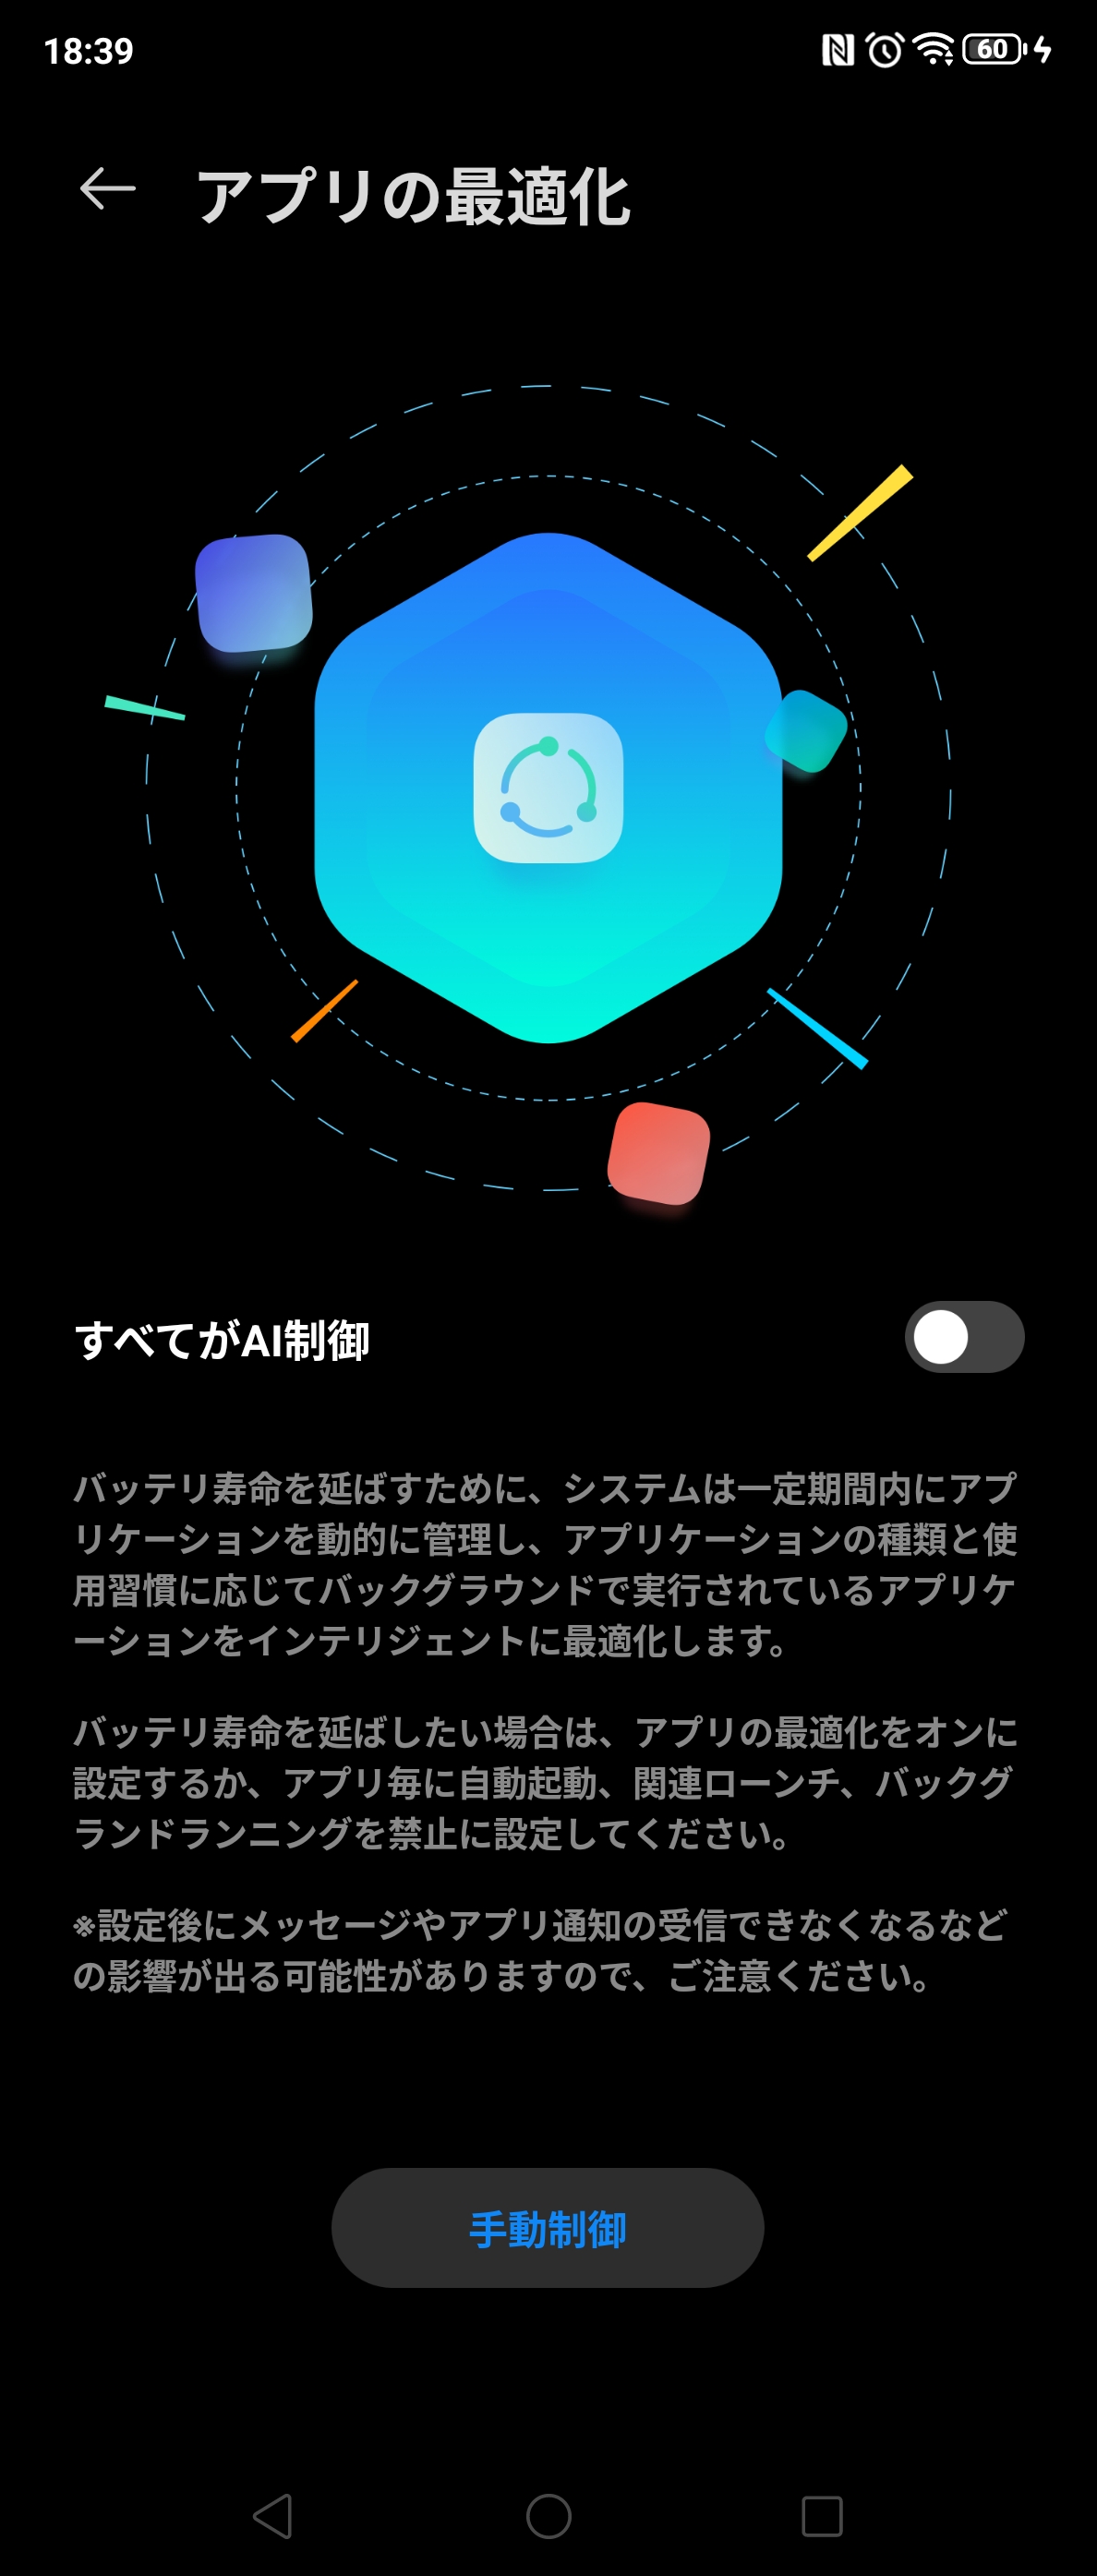 18:39
60
アプリの最適化
すべてがAI制御
バッテリ寿命を延ばすために、システムは一定期間内にアプ
リケーションを動的に管理し、アプリケーションの種類と使
用習慣に応じてバックグラウンドで実行されているアプリケ
ーションをインテリジェントに最適化します。
バッテリ寿命を延ばしたい場合は、アプリの最適化をオンに
設定するか、アプリ毎に自動起動、関連ローンチ、バックグ
ランドランニングを禁止に設定してください。
※設定後にメッセージやアプリ通知の受信できなくなるなど
の影響が出る可能性がありますので、ご注意ください。
手動制御